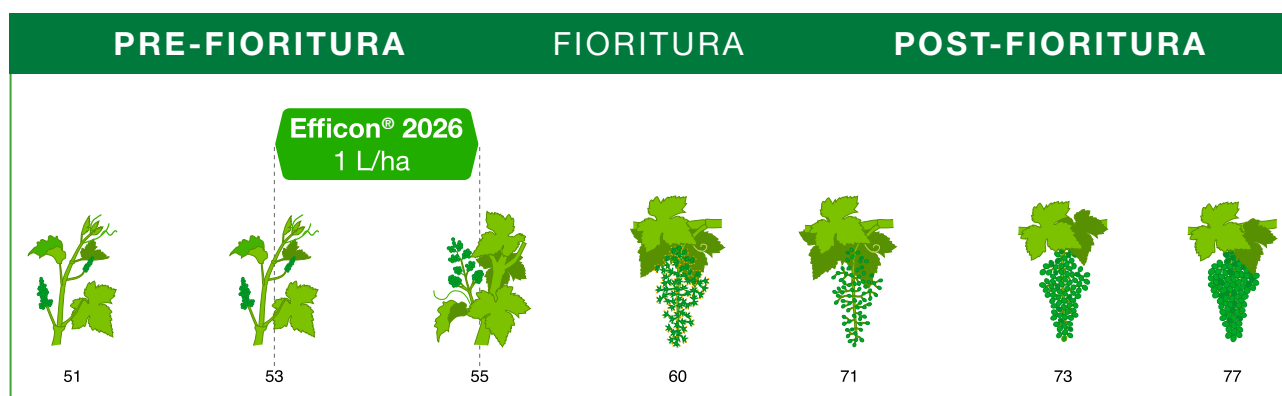 PRE-FIORITURA FIORITURA POST-FIORITURA
Efficon® 2026
1 L/ha
51 53 55 60 71 73 77